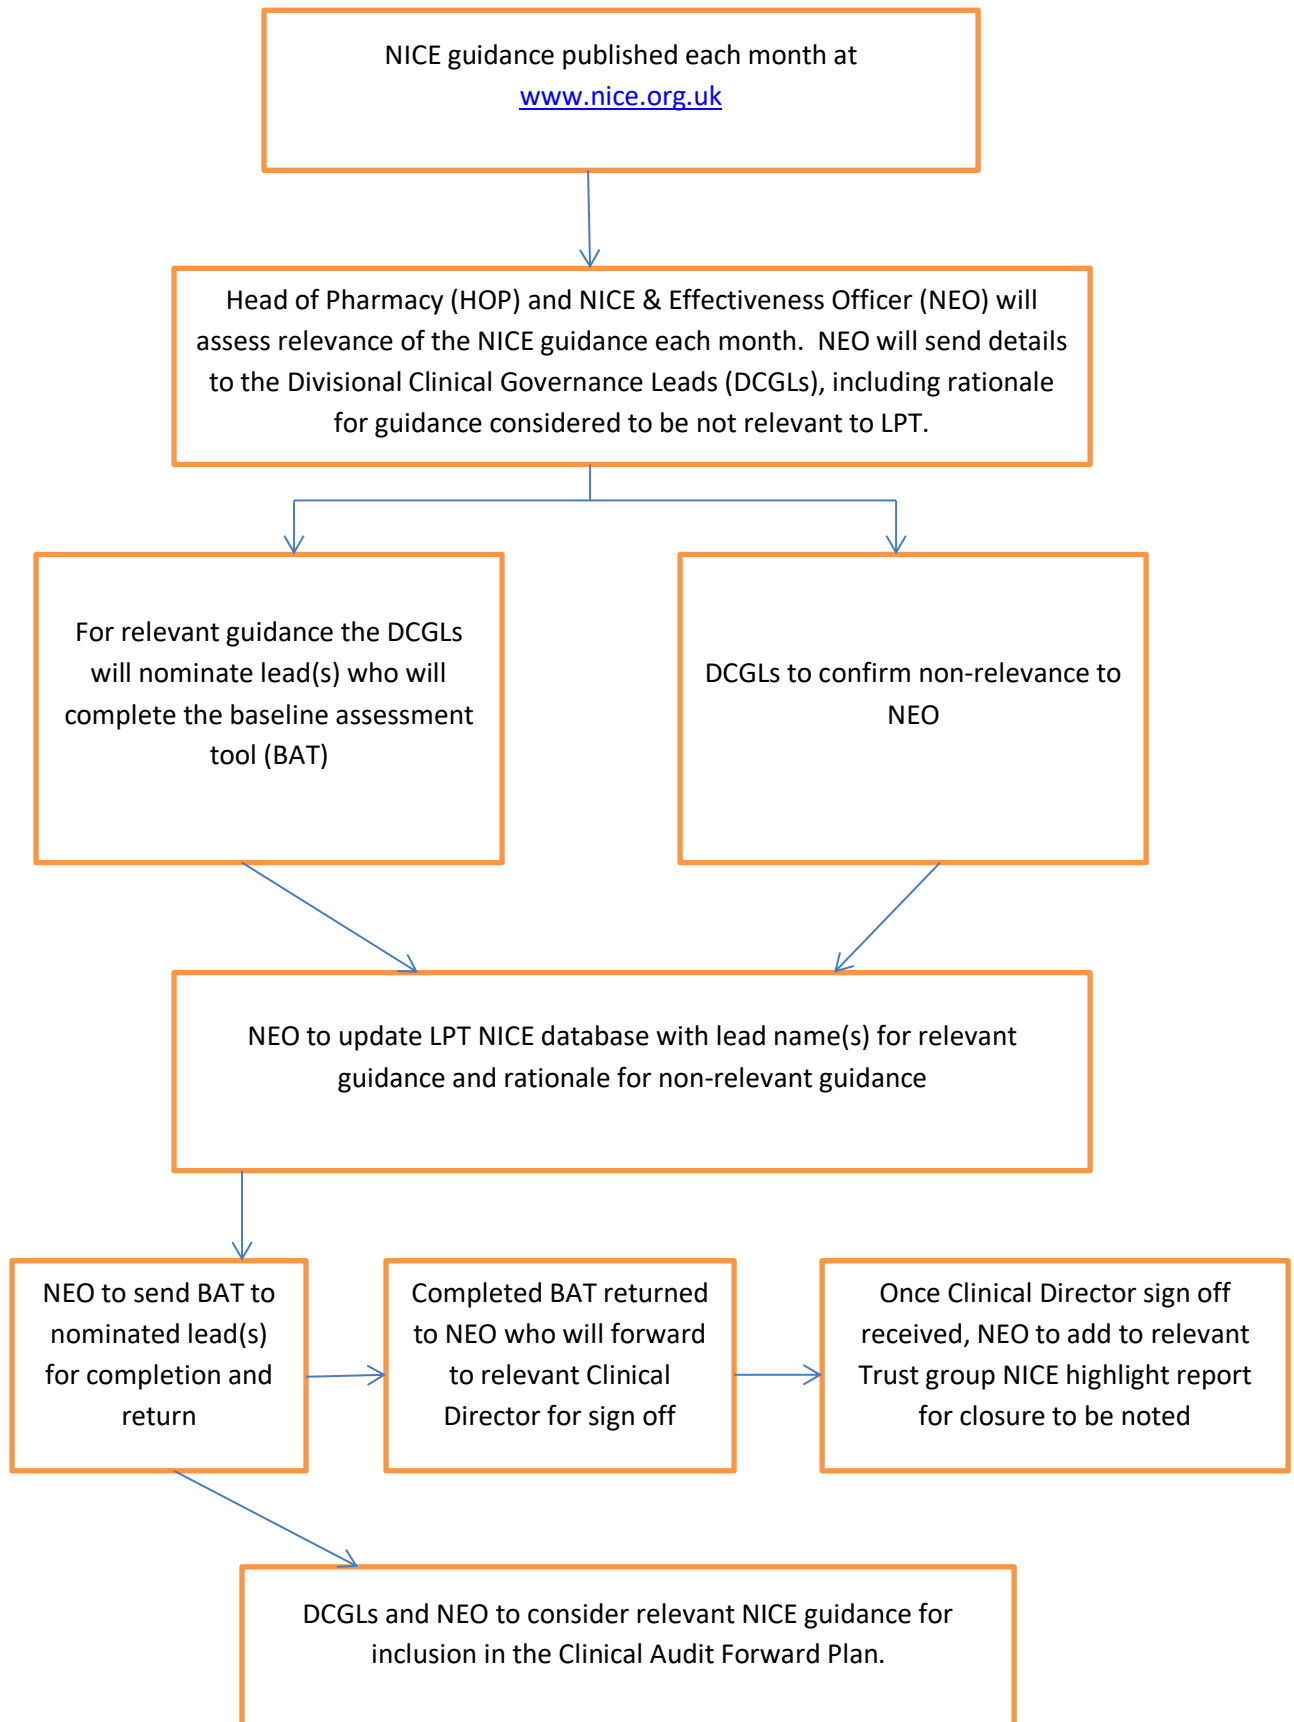 NICE guidance published each month at
www.nice.org.uk
Head of Pharmacy (HOP) and NICE & Effectiveness Officer (NEO) will
assess relevance of the NICE guidance each month.  NEO will send details
to the Divisional Clinical Governance Leads (DCGLs), including rationale
for guidance considered to be not relevant to LPT.
For relevant guidance the DCGLs
will nominate lead(s) who will
complete the baseline assessment
tool (BAT)
DCGLs to confirm non-relevance to
NEO
NEO to update LPT NICE database with lead name(s) for relevant
guidance and rationale for non-relevant guidance
NEO to send BAT to
nominated lead(s)
for completion and
return
Completed BAT returned
to NEO who will forward
to relevant Clinical
Director for sign off
Once Clinical Director sign off
received, NEO to add to relevant
Trust group NICE highlight report
for closure to be noted
DCGLs and NEO to consider relevant NICE guidance for
inclusion in the Clinical Audit Forward Plan.